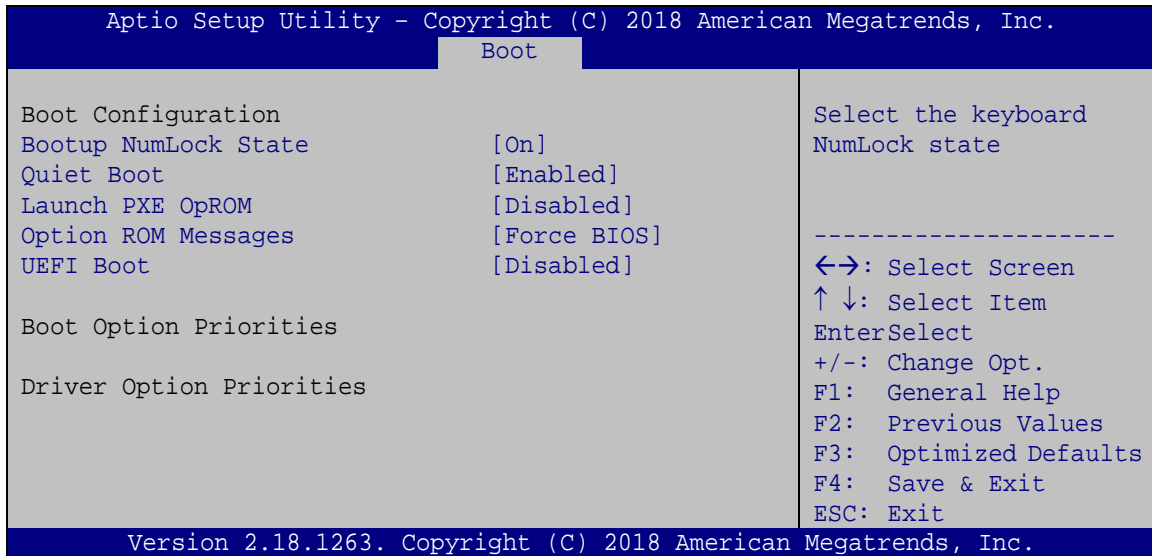 Aptio Setup Utility – Copyright (C) 2018 American Megatrends, Inc.
Boot
Boot Configuration
Bootup NumLock State [On]
Quiet Boot [Enabled]
Launch PXE OpROM [Disabled]
Option ROM Messages [Force BIOS]
UEFI Boot [Disabled]
Boot Option Priorities
Driver Option Priorities
Select the keyboard
NumLock state
---------------------
←→: Select Screen
↑ ↓: Select Item
EnterSelect
+/-: Change Opt.
F1: General Help
F2: Previous Values
F3: Optimized Defaults
F4: Save & Exit
ESC: Exit
Version 2.18.1263. Copyright (C) 2018 American Megatrends, Inc.